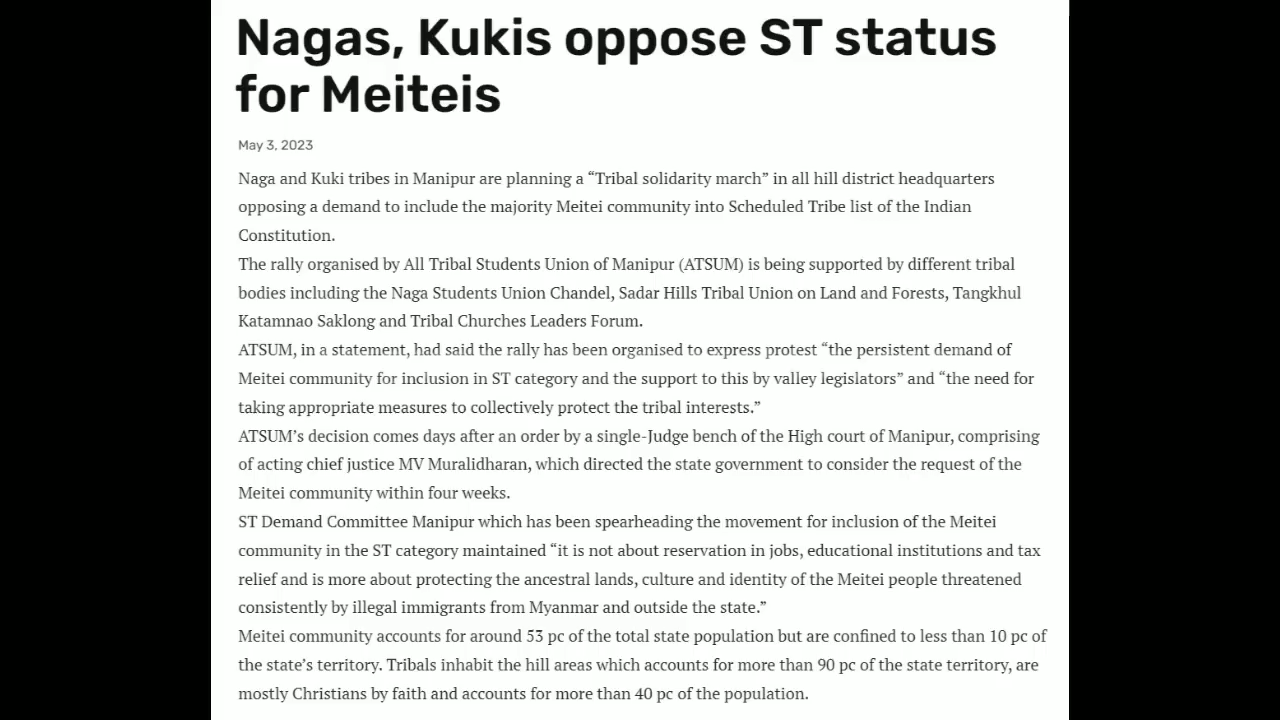 Nagas, Kukis oppose ST status
for Meiteis
May 3, 2023
Naga and Kuki tribes in Manipur are planning a “Tribal solidarity march” in all hill district headquarters
opposing a demand to include the majority Meitei community into Scheduled Tribe list of the Indian
Constitution.
The rally organised by All Tribal Students Union of Manipur (ATSUM) is being supported by different tribal
bodies including the Naga Students Union Chandel, Sadar Hills Tribal Union on Land and Forests, Tangkhul
Katamnao Saklong and Tribal Churches Leaders Forum.
ATSUM, in a statement, had said the rally has been organised to express protest “the persistent demand of
Meitei community for inclusion in ST category and the support to this by valley legislators” and “the need for
taking appropriate measures to collectively protect the tribal interests.”
ATSUM’s decision comes days after an order by a single-Judge bench of the High court of Manipur, comprising
of acting chief justice MV Muralidharan, which directed the state government to consider the request of the
Meitei community within four weeks.
ST Demand Committee Manipur which has been spearheading the movement for inclusion of the Meitei
community in the ST category maintained “it is not about reservation in jobs, educational institutions and tax
relief and is more about protecting the ancestral lands, culture and identity of the Meitei people threatened
consistently by illegal immigrants from Myanmar and outside the state.”
Meitei community accounts for around 53 pc of the total state population but are confined to less than 10 pc of
the state’s territory. Tribals inhabit the hill areas which accounts for more than 90 pc of the state territory, are
mostly Christians by faith and accounts for more than 40 pc of the population.